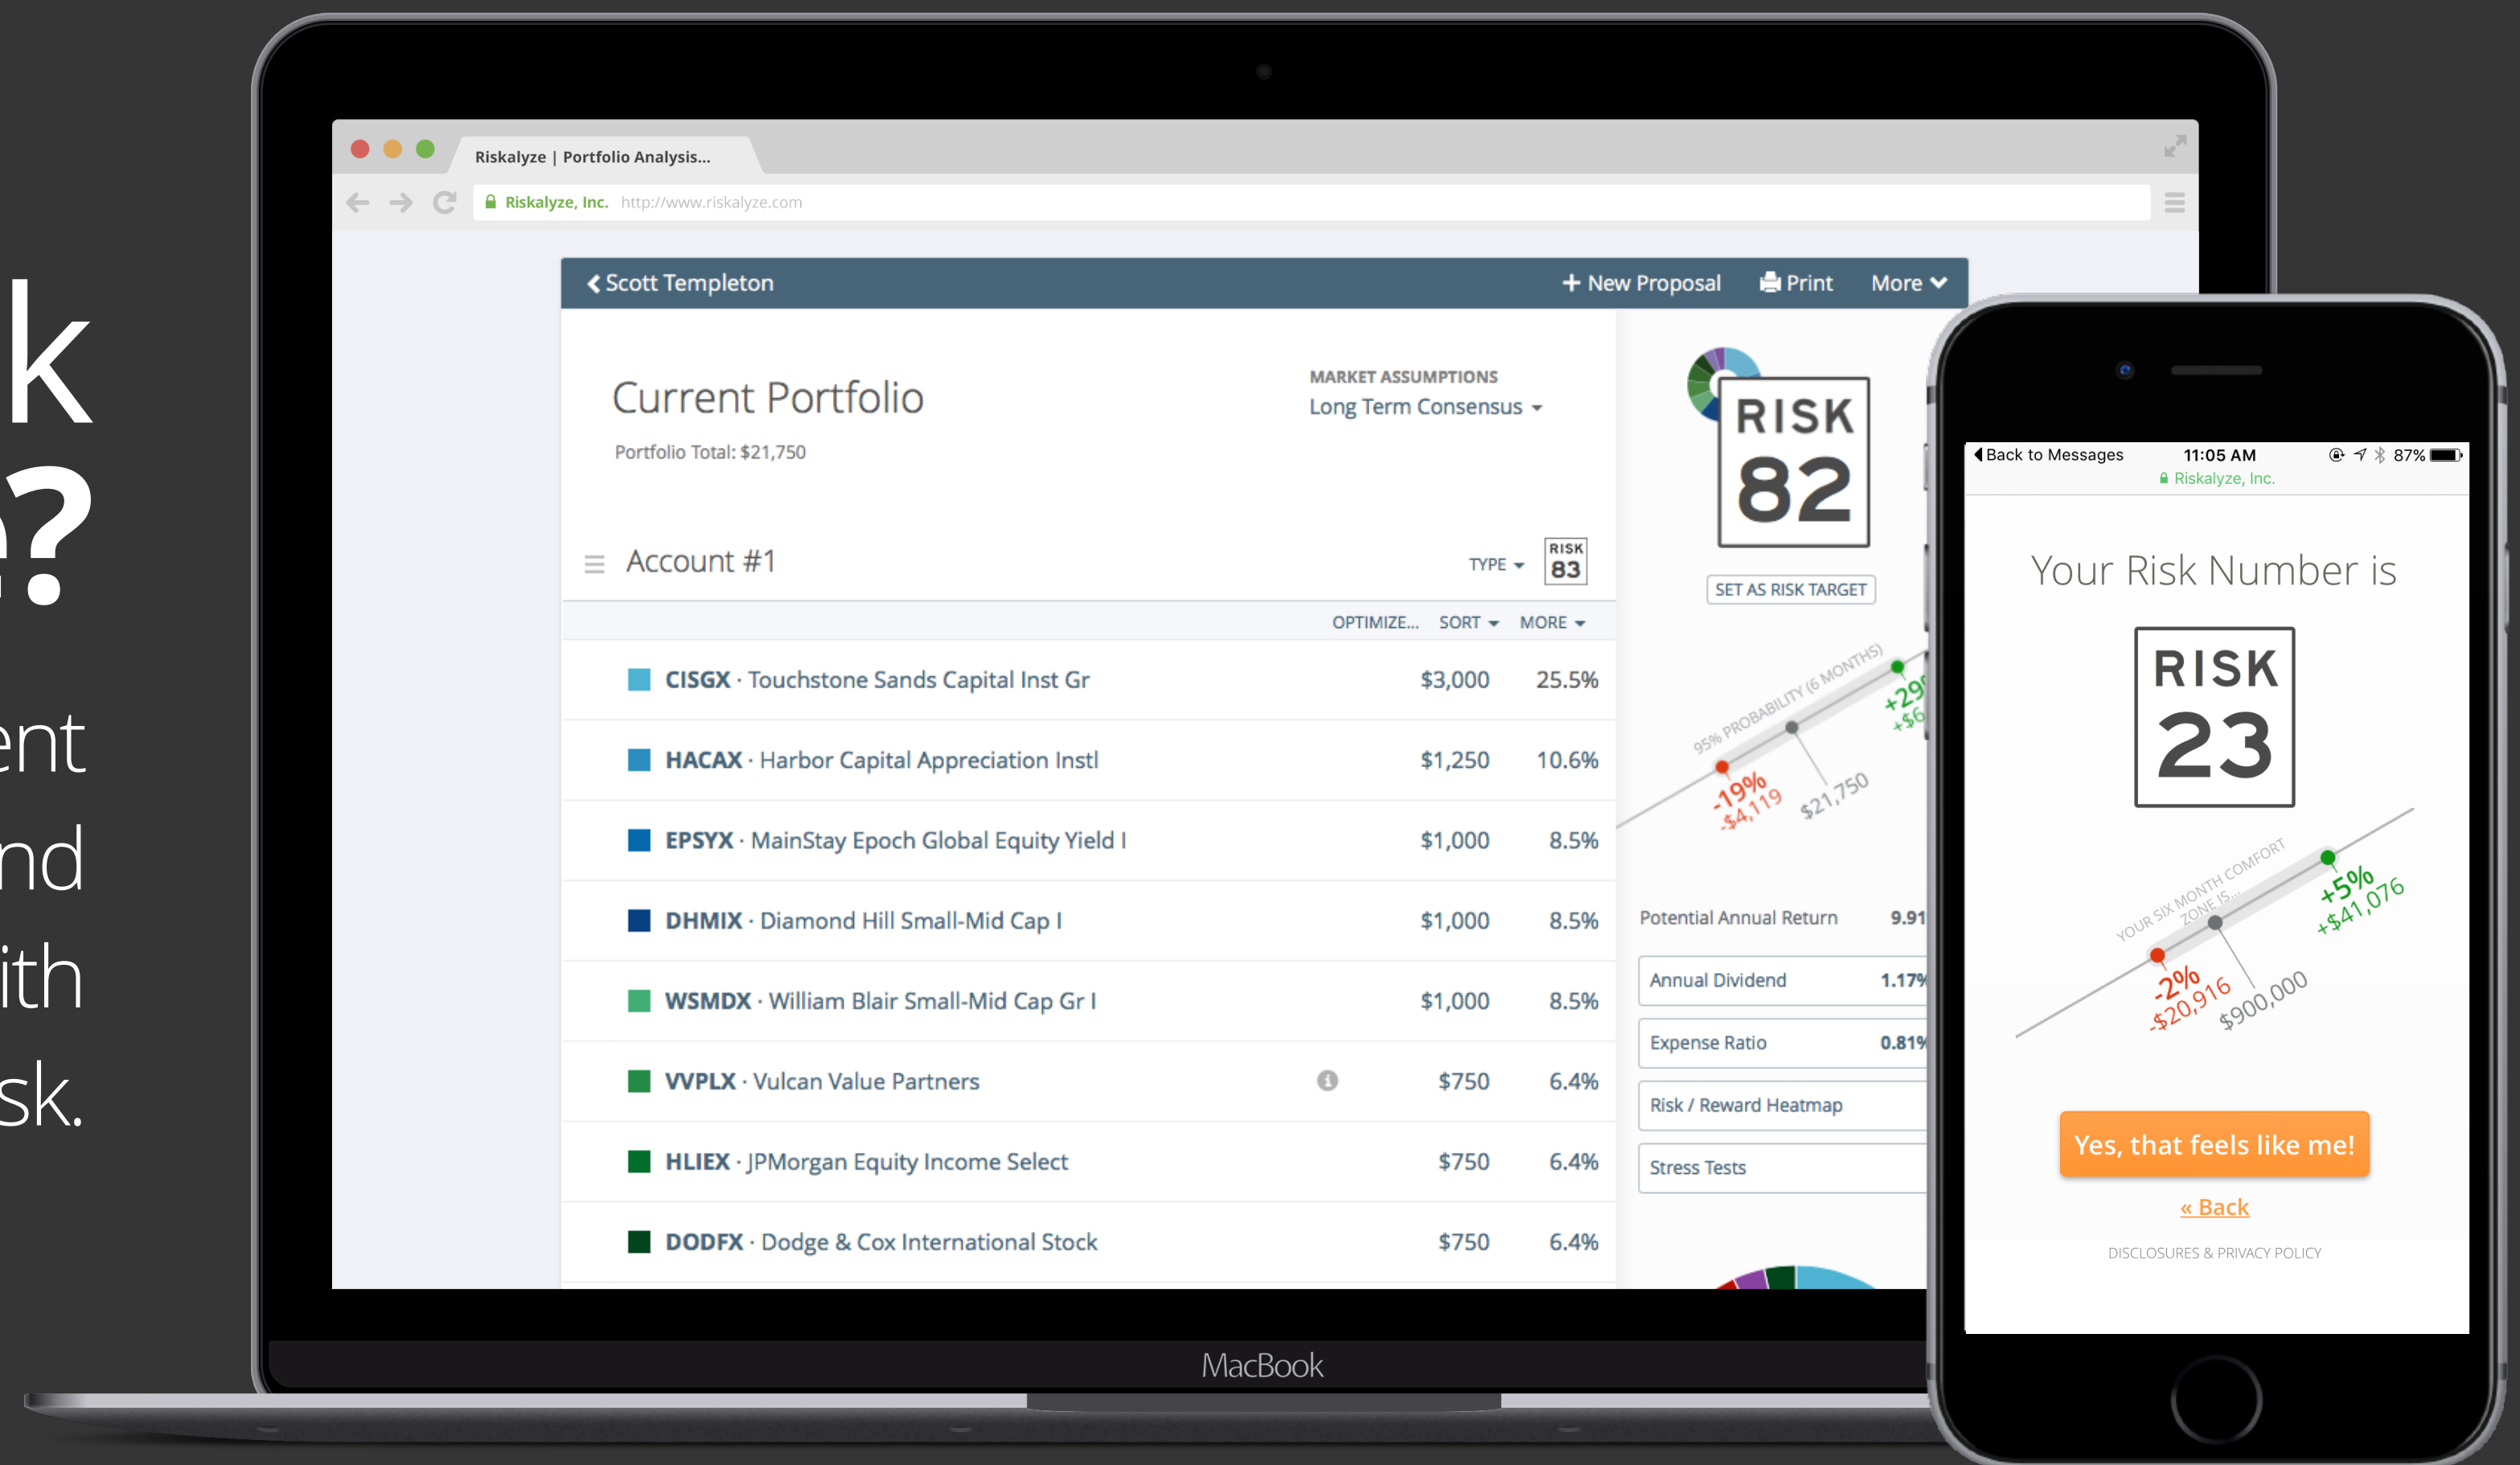 Riskalyze | Portfolio Analysis...
Riskalyze, Inc. http://www.riskalyze.com
Scott Templeton
+ New Proposal Print More
Current Portfolio
Portfolio Total: $21,750
MARKET ASSUMPTIONS
Long Term Consensus
Account #1
TYPE
RISK
83
OPTIMIZE... SORT MORE
CISGX · Touchstone Sands Capital Inst Gr $3,000 25.5%
HACAX · Harbor Capital Appreciation Instl $1,250 10.6%
EPSYX · MainStay Epoch Global Equity Yield I $1,000 8.5%
DHMIX · Diamond Hill Small-Mid Cap I $1,000 8.5%
WSMDX · William Blair Small-Mid Cap Gr I $1,000 8.5%
VVPLX · Vulcan Value Partners $750 6.4%
HLIEX · JPMorgan Equity Income Select $750 6.4%
DODFX · Dodge & Cox International Stock $750 6.4%
RISK
82
SET AS RISK TARGET
95% PROBABILITY (6 MONTHS)
+29
+$6
-19%
-$4,119
$21,750
Potential Annual Return 9.91
Annual Dividend 1.17%
Expense Ratio 0.81%
Risk / Reward Heatmap
Stress Tests
MacBook
Back to Messages 11:05 AM 87%
Riskalyze, Inc.
Your Risk Number is
RISK
23
YOUR SIX MONTH COMFORT
ZONE IS...
+5%
+$41,076
-2%
-$20,916
$900,000
Yes, that feels like me!
« Back
DISCLOSURES & PRIVACY POLICY